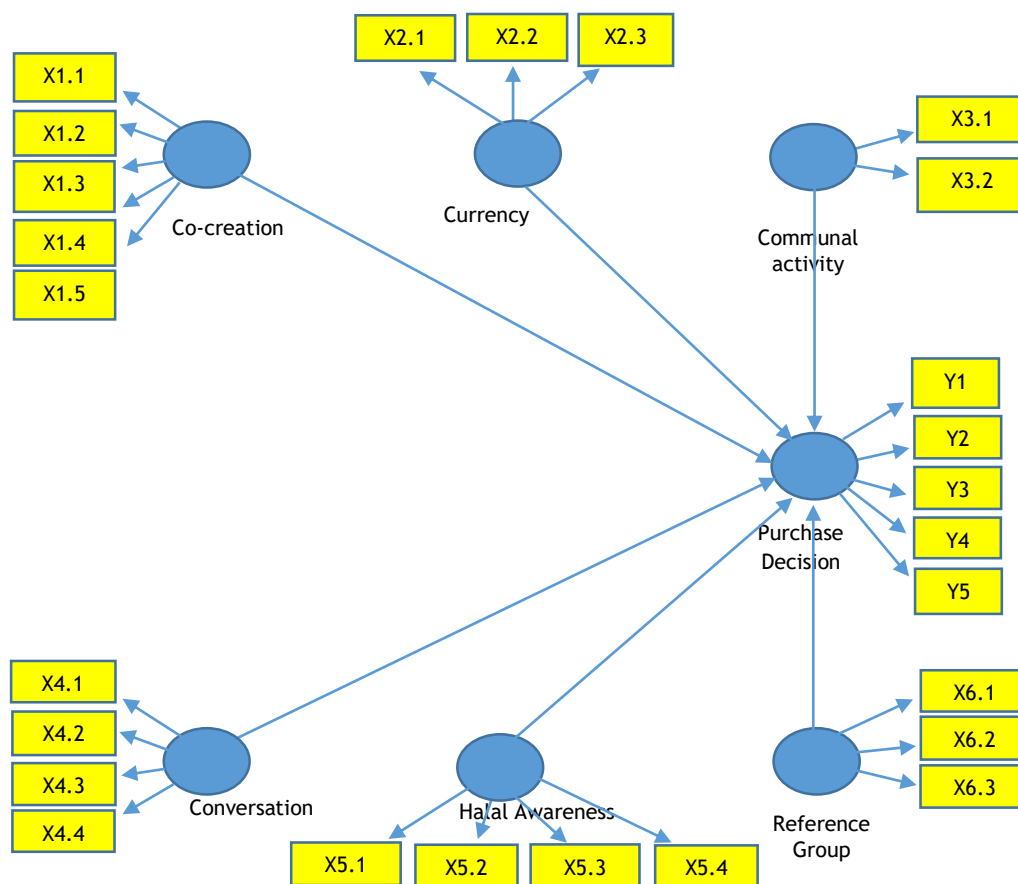 X1.1
X1.2
X1.3
X1.4
X1.5
Co-creation
X2.1
X2.2
X2.3
Currency
X3.1
X3.2
Communal
activity
Y1
Y2
Y3
Y4
Y5
Purchase
Decision
X4.1
X4.2
X4.3
X4.4
Conversation
Halal Awareness
X5.1
X5.2
X5.3
X5.4
X6.1
X6.2
X6.3
Reference
Group